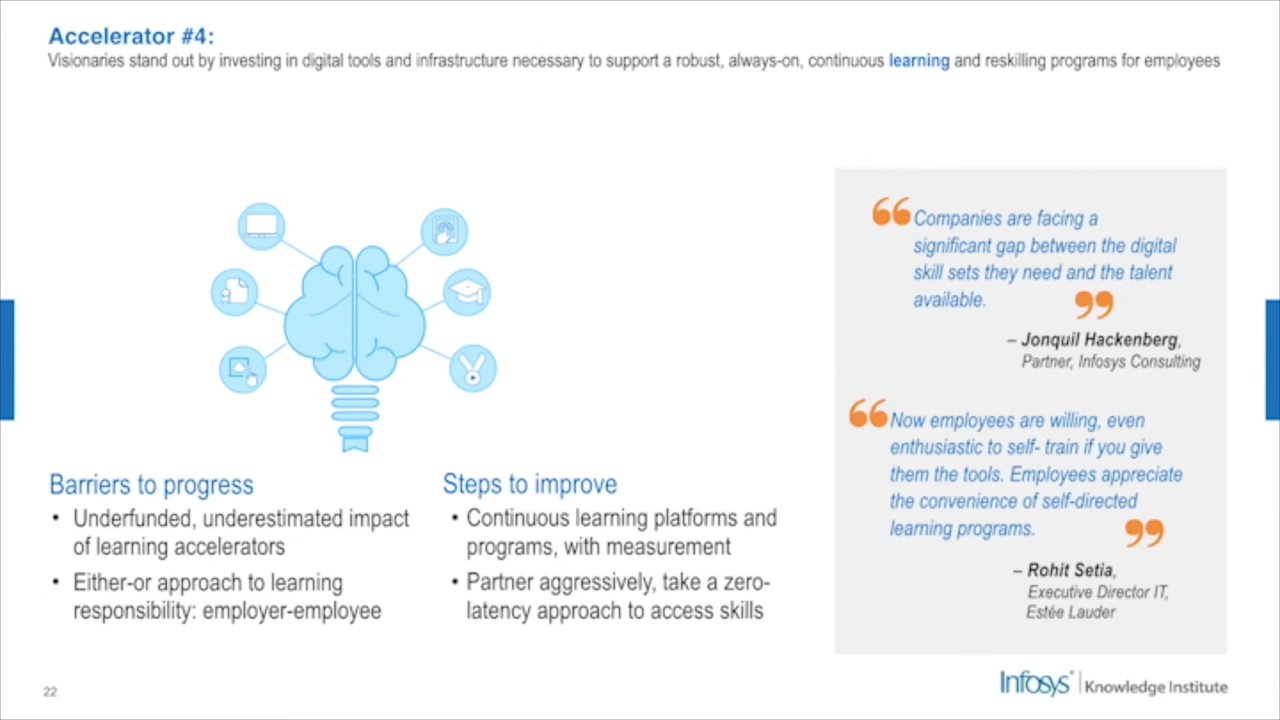 Accelerator #4:
Visionaries stand out by investing in digital tools and infrastructure necessary to support a robust, always-on, continuous learning and reskilling programs for employees
Barriers to progress
• Underfunded, underestimated impact
of learning accelerators
• Either-or approach to learning
responsibility: employer-employee
Steps to improve
• Continuous learning platforms and
programs, with measurement
• Partner aggressively, take a zero-
latency approach to access skills
“Companies are facing a
significant gap between the digital
skill sets they need and the talent
available.”
– Jonquil Hackenberg,
Partner, Infosys Consulting
“Now employees are willing, even
enthusiastic to self- train if you give
them the tools. Employees appreciate
the convenience of self-directed
learning programs.”
– Rohit Setia,
Executive Director IT,
Estée Lauder
22
Infosys® | Knowledge Institute